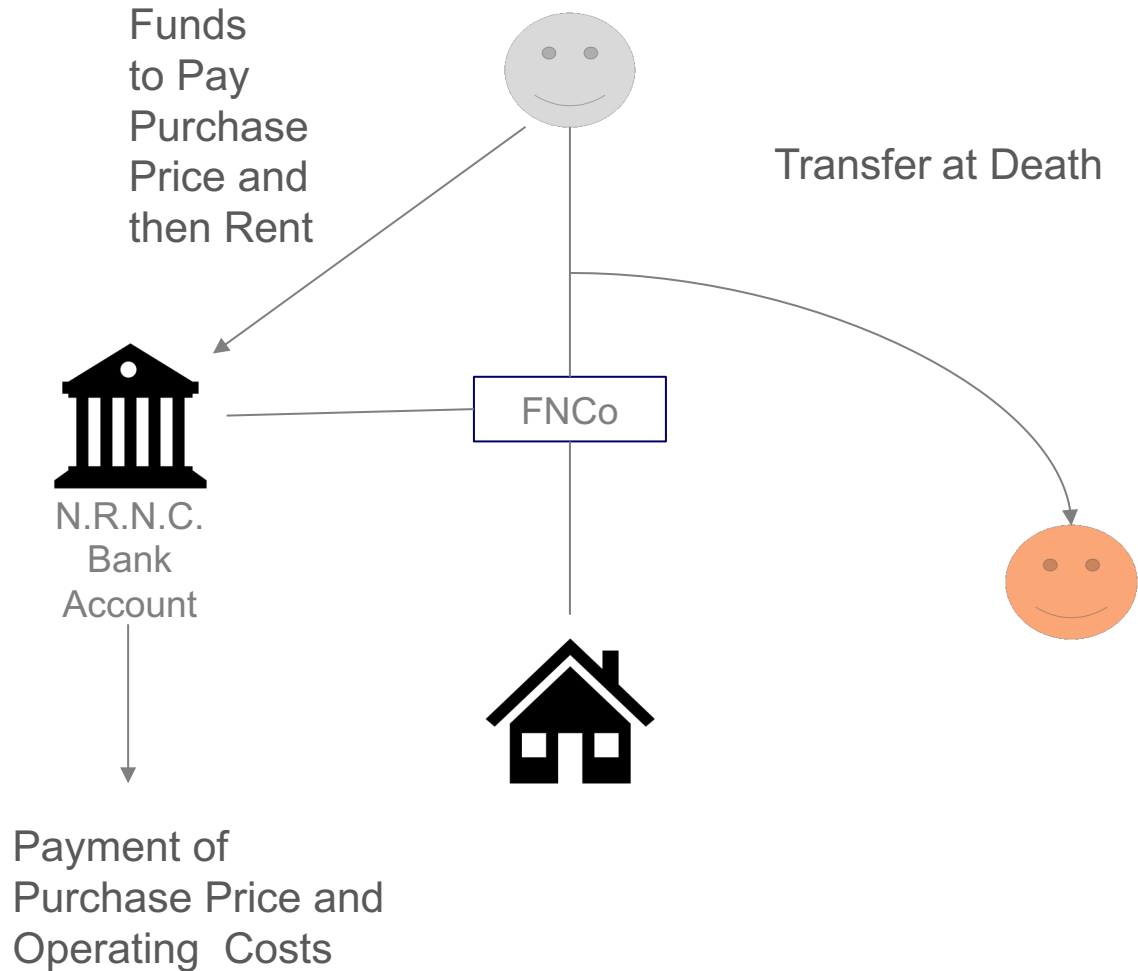 Funds
to Pay
Purchase
Price and
then Rent
Transfer at Death
FNCo
N.R.N.C.
Bank
Account
Payment of
Purchase Price and
Operating Costs